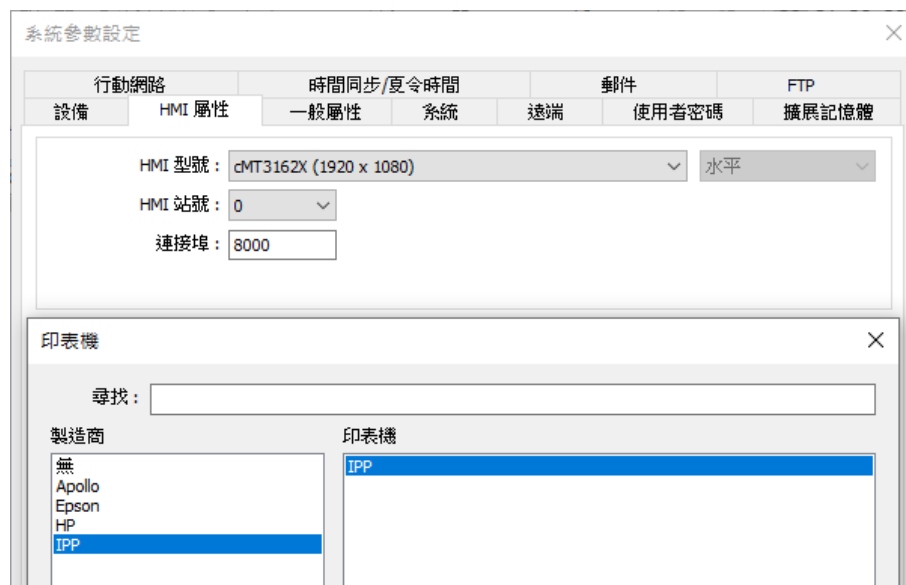 系統參數設定
行動網路 時間同步/夏令時間 郵件 FTP
設備 HMI 屬性 一般屬性 系統 遠端 使用者密碼 擴展記憶體
HMI 型號： cMT3162X (1920 x 1080) 水平
HMI 站號： 0
連接埠： 8000
印表機
尋找：
製造商 印表機
無 IPP
Apollo
Epson
HP
IPP